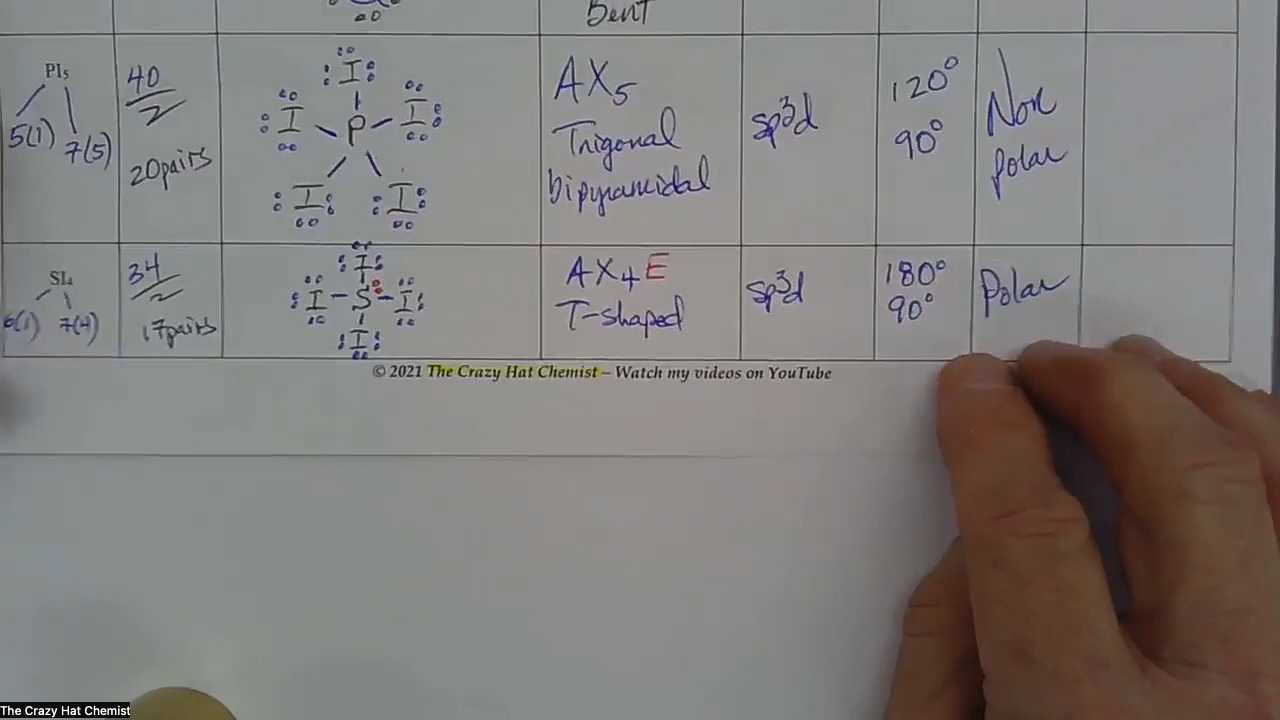 Bent
PI₅
5(1) 7(5)
40
2
20pairs
I
I P I
I I
AX₅
Trigonal
bipyramidal
sp³d
120°
90°
Non
polar
SI₄
6(1) 7(4)
34
2
17pairs
I
I-S-I
I
AX₄E
T-shaped
sp³d
180°
90°
Polar
© 2021 The Crazy Hat Chemist – Watch my videos on YouTube
The Crazy Hat Chemist